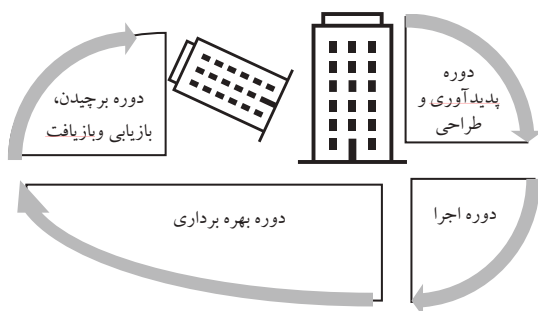 دوره
پدیدآوری و
طراحی
دوره اجرا
دوره بهره برداری
دوره برچیدن،
بازیابی وبازیافت